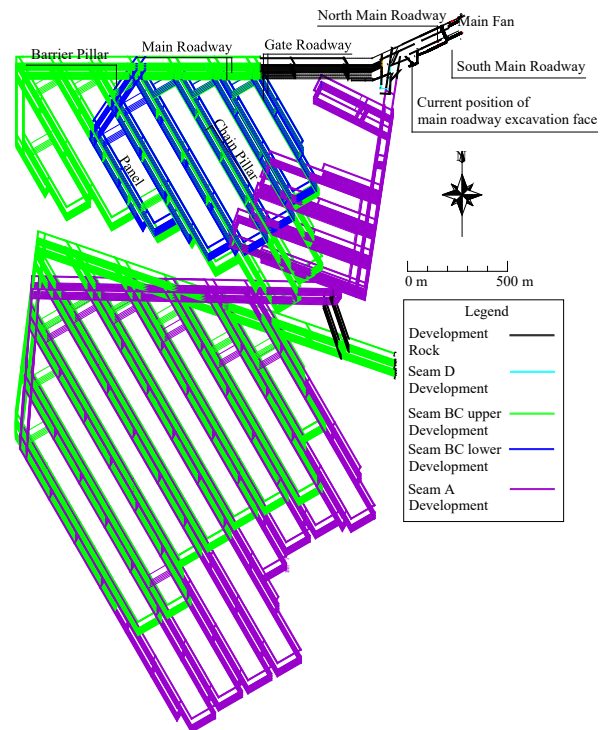 North Main Roadway
Main Fan
Barrier Pillar
Main Roadway
Gate Roadway
South Main Roadway
Current position of
main roadway excavation face
Chain Pillar
Panel
N
0 m
500 m
Legend
Development
Rock
Seam D
Development
Seam BC upper
Development
Seam BC lower
Development
Seam A
Development